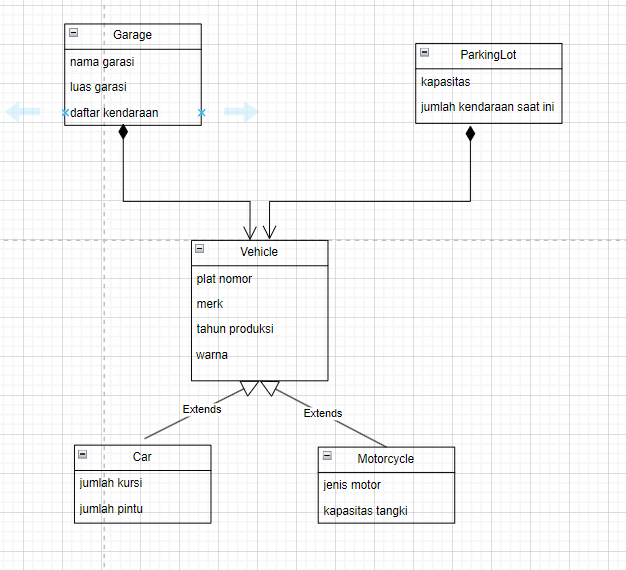 Garage
nama garasi
luas garasi
daftar kendaraan
ParkingLot
kapasitas
jumlah kendaraan saat ini
Vehicle
plat nomor
merk
tahun produksi
warna
Extends
Extends
Car
jumlah kursi
jumlah pintu
Motorcycle
jenis motor
kapasitas tangki